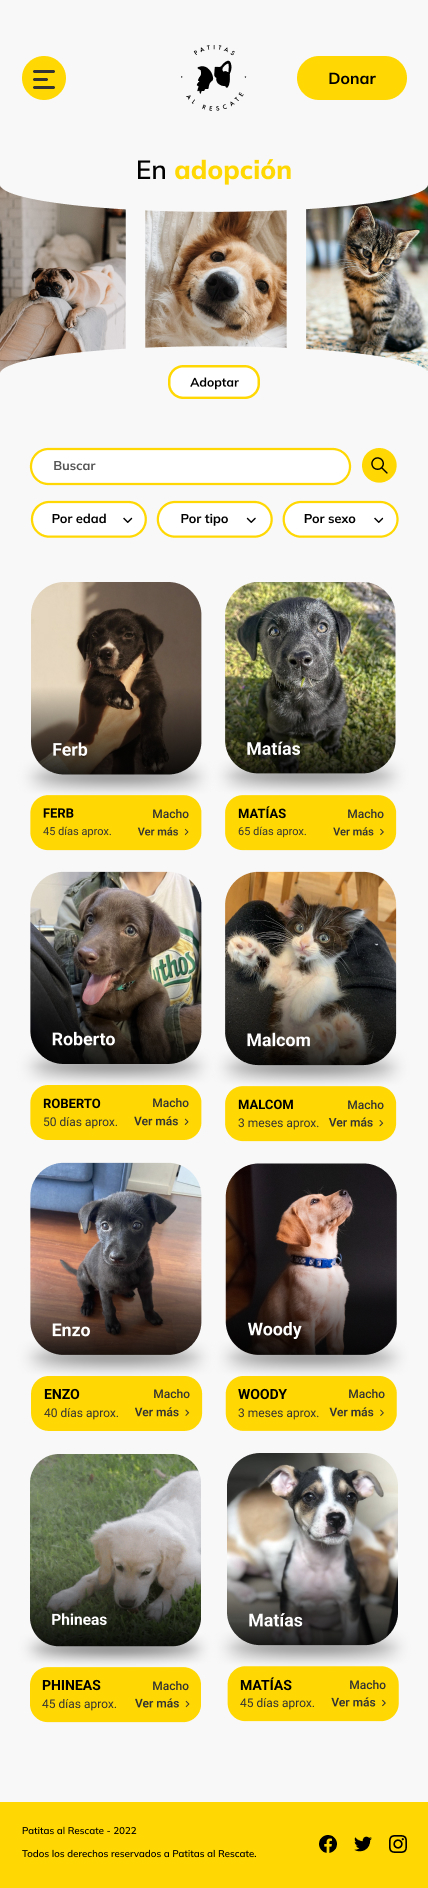 PATITAS
AL RESCATE
Donar
En adopción
Adoptar
Buscar
Por edad
Por tipo
Por sexo
Ferb
Matías
FERB
Macho
45 días aprox.
Ver más
MATÍAS
Macho
65 días aprox.
Ver más
uthos
Roberto
Malcom
ROBERTO
Macho
50 días aprox.
Ver más
MALCOM
Macho
3 meses aprox.
Ver más
Enzo
Woody
ENZO
Macho
40 días aprox.
Ver más
WOODY
Macho
3 meses aprox.
Ver más
Phineas
Matías
PHINEAS
Macho
45 días aprox.
Ver más
MATÍAS
Macho
45 días aprox.
Ver más
Patitas al Rescate - 2022
Todos los derechos reservados a Patitas al Rescate.